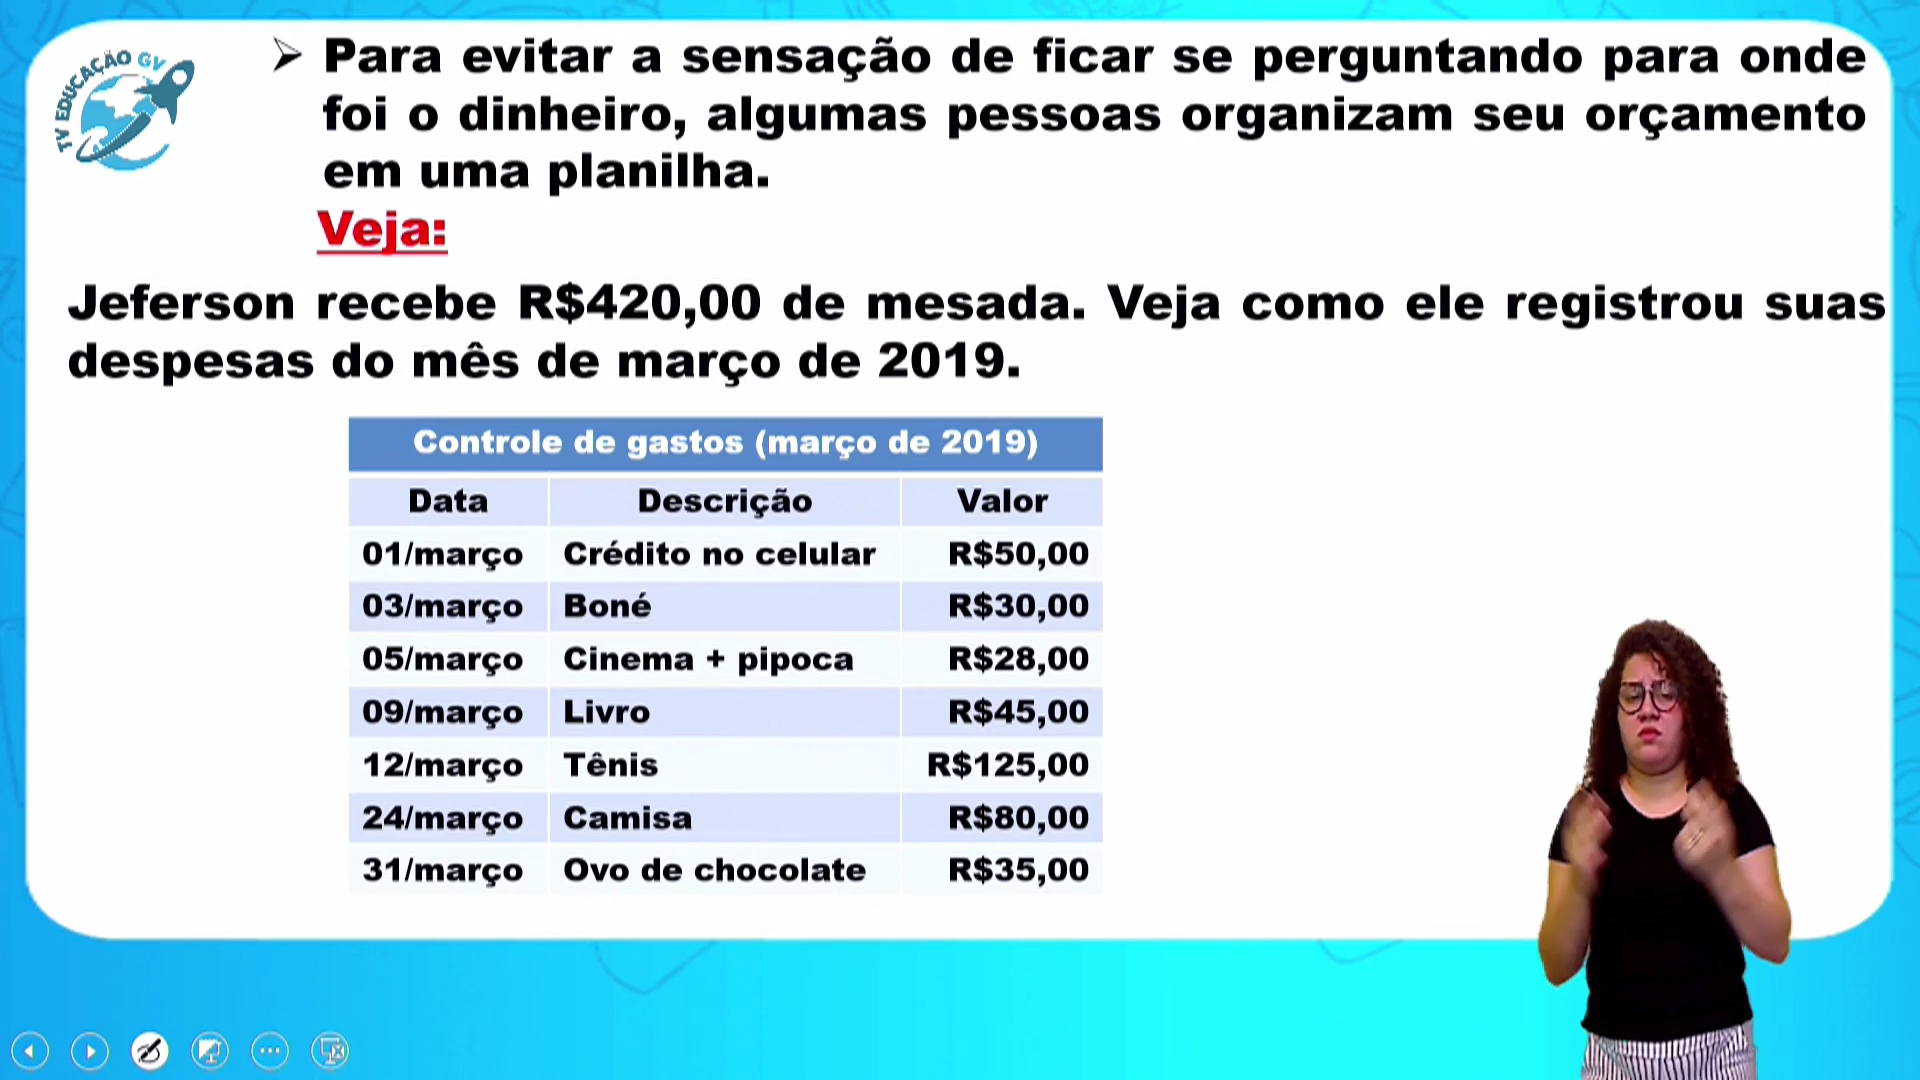 TV EDUCAÇÃO GV
Para evitar a sensação de ficar se perguntando para onde
foi o dinheiro, algumas pessoas organizam seu orçamento
em uma planilha.
Veja:
Jeferson recebe R$420,00 de mesada. Veja como ele registrou suas
despesas do mês de março de 2019.
Controle de gastos (março de 2019)
Data Descrição Valor
01/março Crédito no celular R$50,00
03/março Boné R$30,00
05/março Cinema + pipoca R$28,00
09/março Livro R$45,00
12/março Tênis R$125,00
24/março Camisa R$80,00
31/março Ovo de chocolate R$35,00